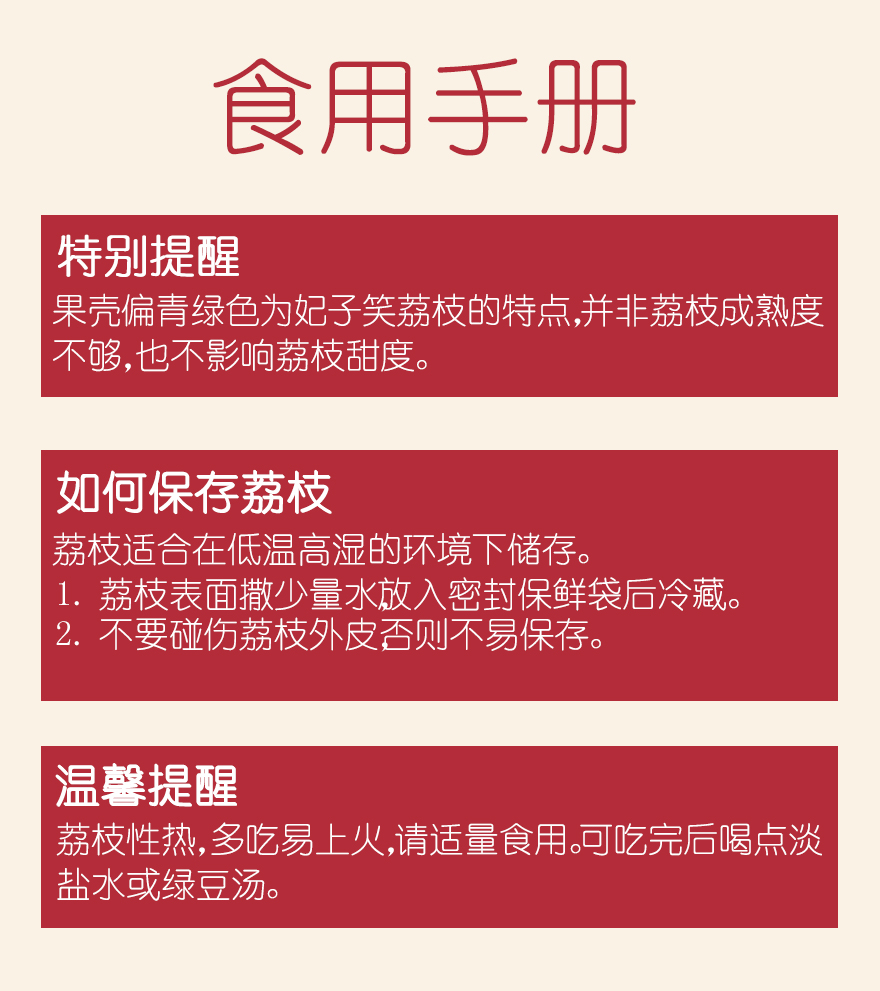 食用手册
特别提醒
果壳偏青绿色为妃子笑荔枝的特点,并非荔枝成熟度
不够,也不影响荔枝甜度。
如何保存荔枝
荔枝适合在低温高湿的环境下储存。
1. 荔枝表面撒少量水,放入密封保鲜袋后冷藏。
2. 不要碰伤荔枝外皮,否则不易保存。
温馨提醒
荔枝性热,多吃易上火,请适量食用。可吃完后喝点淡
盐水或绿豆汤。